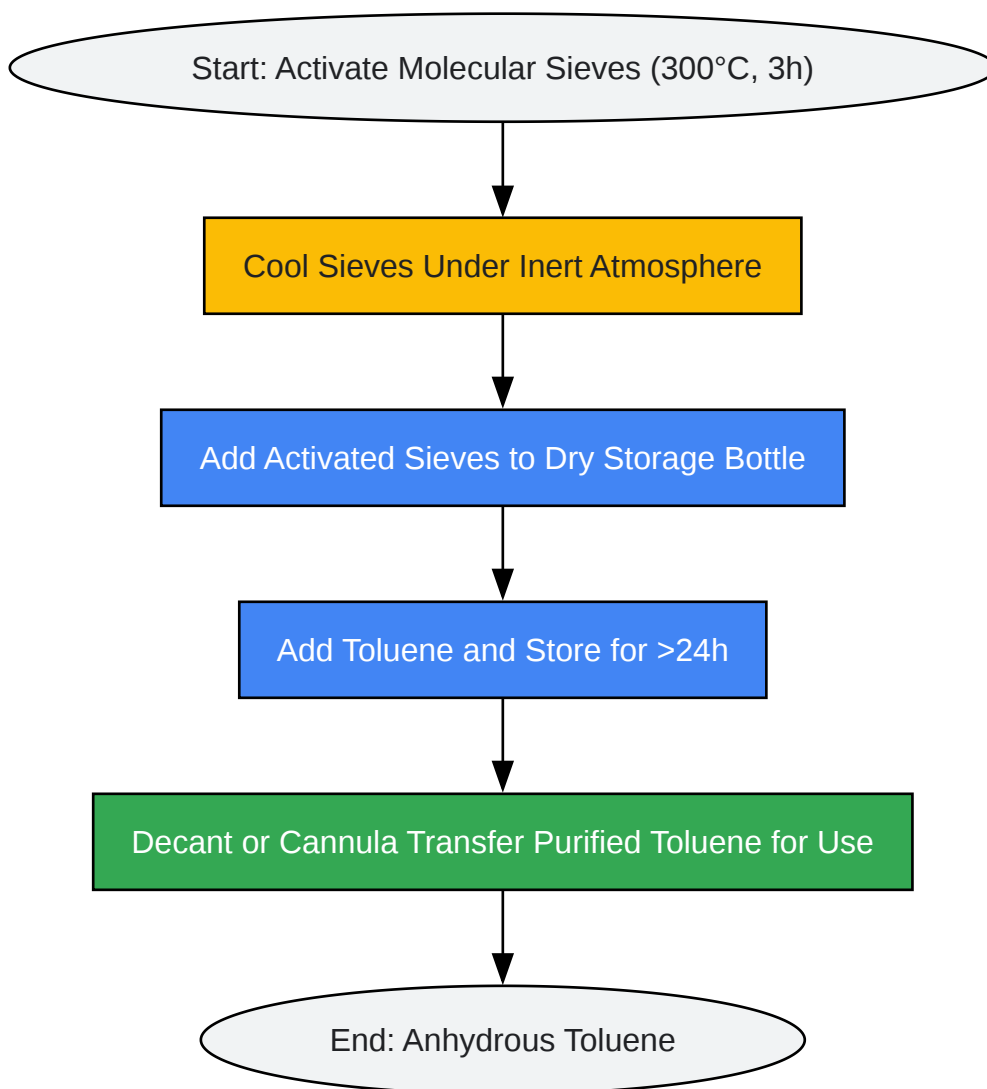 Start: Activate Molecular Sieves (300°C, 3h)
Cool Sieves Under Inert Atmosphere
Add Activated Sieves to Dry Storage Bottle
Add Toluene and Store for >24h
Decant or Cannula Transfer Purified Toluene for Use
End: Anhydrous Toluene